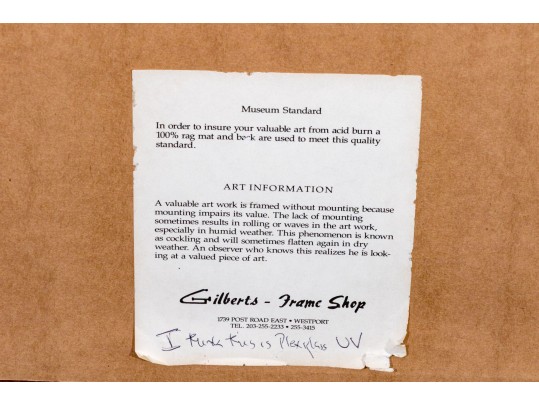 Museum Standard
In order to insure your valuable art from acid burn a
100% rag mat and back are used to meet this quality
standard.
ART INFORMATION
A valuable art work is framed without mounting because
mounting impairs its value. The lack of mounting
sometimes results in rolling or waves in the art work,
especially in humid weather. This phenomenon is known
as cockling and will sometimes flatten again in dry
weather. An observer who knows this realizes he is look-
ing at a valued piece of art.
Gilberts - Frame Shop
1739 POST ROAD EAST • WESTPORT
TEL. 203-255-2233 • 255-3415
I think this is Plexiglass UV